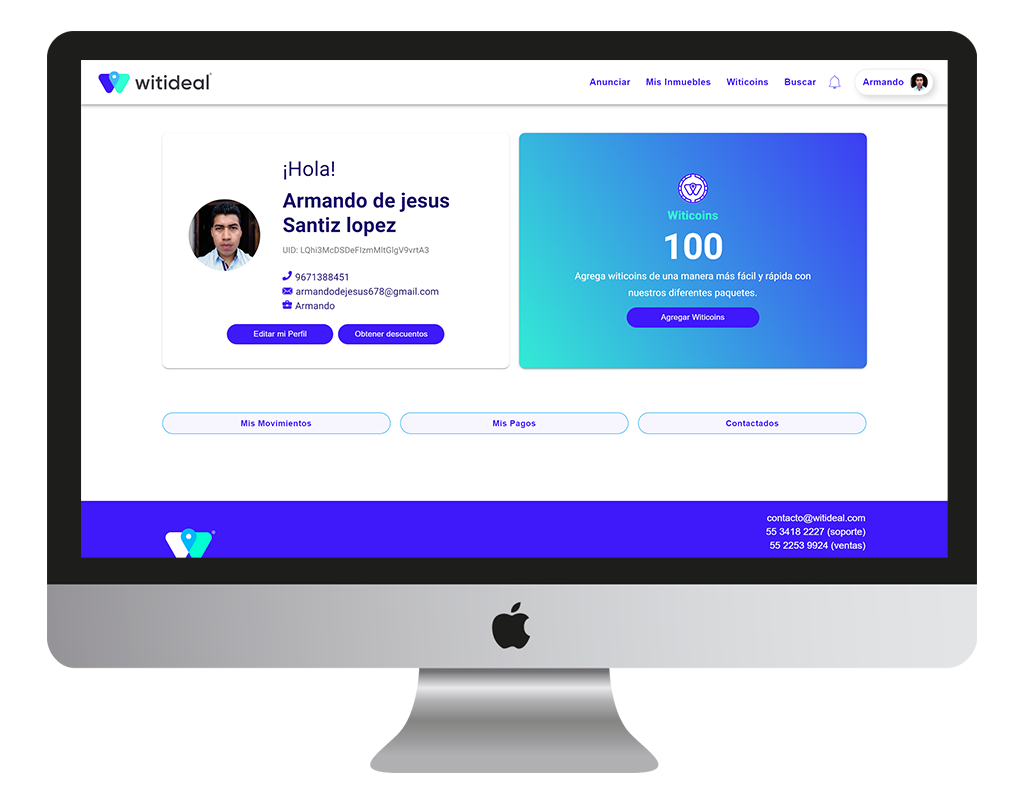 witideal
Anunciar Mis Inmuebles Witicoins Buscar Armando
¡Hola!
Armando de jesus
Santiz lopez
UID: LQhi3McDSDeFIzmMltGlgV9vrtA3
9671388451
armandodejesus678@gmail.com
Armando
Editar mi Perfil Obtener descuentos
Witicoins
100
Agrega witicoins de una manera más fácil y rápida con
nuestros diferentes paquetes.
Agregar Witicoins
Mis Movimientos Mis Pagos Contactados
contacto@witideal.com
55 3418 2227 (soporte)
55 2253 9924 (ventas)